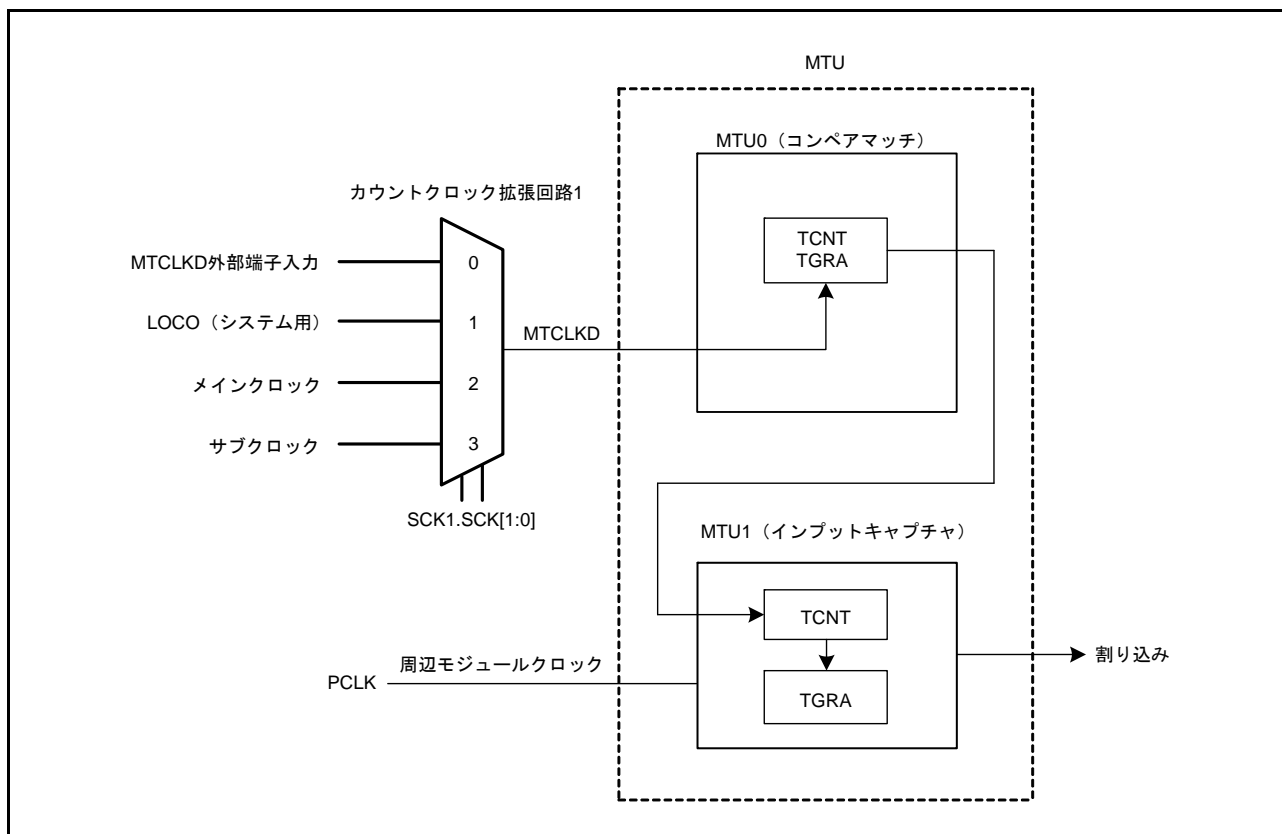 MTU
MTU0（コンペアマッチ）
カウントクロック拡張回路1
TCNT
TGRA
MTCLKD外部端子入力
0
LOCO（システム用）
1
MTCLKD
メインクロック
2
サブクロック
3
SCK1.SCK[1:0]
MTU1（インプットキャプチャ）
TCNT
周辺モジュールクロック
割り込み
PCLK
TGRA